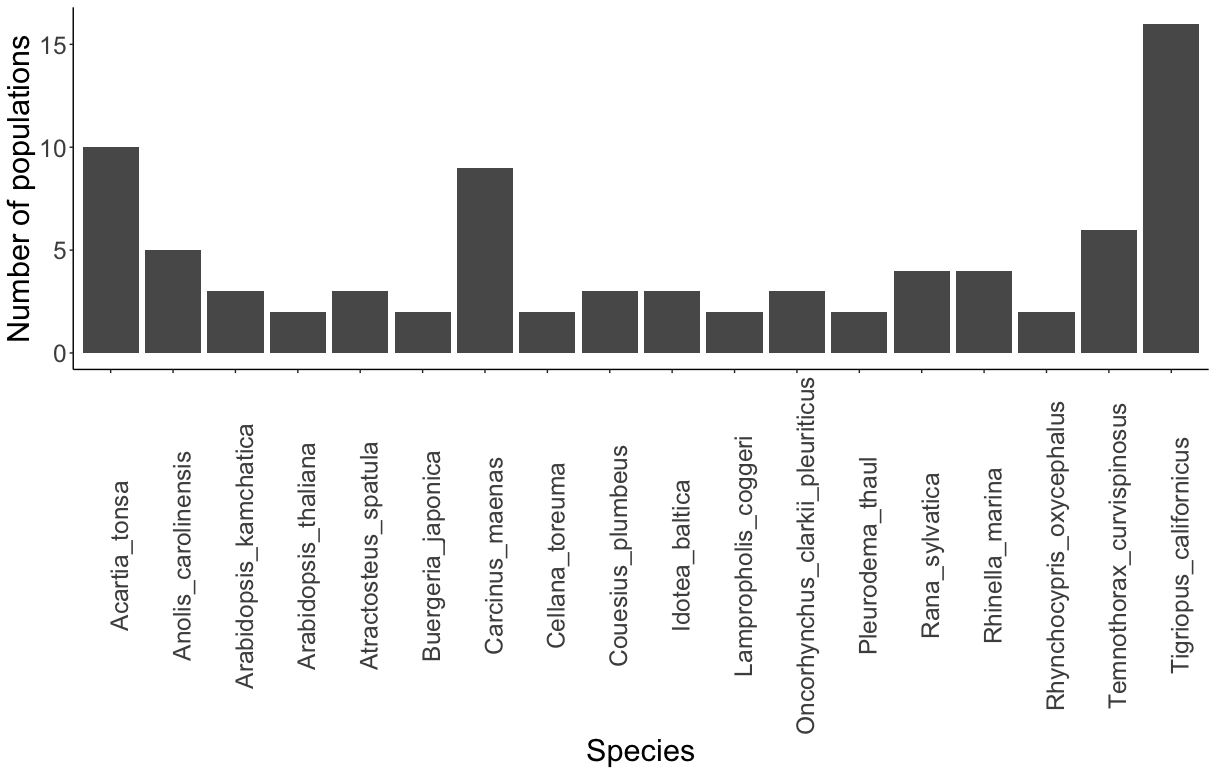 Number of populations
15
10
5
0
Acartia_tonsa
Anolis_carolinensis
Arabidopsis_kamchatica
Arabidopsis_thaliana
Atractosteus_spatula
Buergeria_japonica
Carcinus_maenas
Cellana_toreuma
Couesius_plumbeus
Idotea_baltica
Lampropholis_coggeri
Oncorhynchus_clarkii_pleuriticus
Pleurodema_thaul
Rana_sylvatica
Rhinella_marina
Rhynchocypris_oxycephalus
Temnothorax_curvispinosus
Tigriopus_californicus
Species